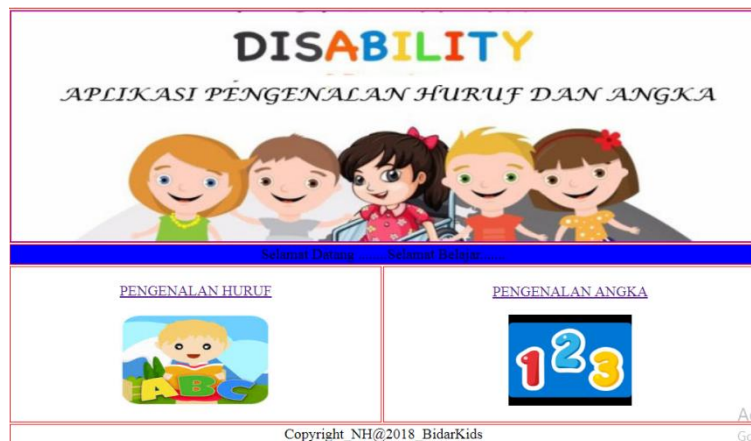 DISABILITY
APLIKASI PENGENALAN HURUF DAN ANGKA
Selamat Datang ........Selamat Belajar.......
PENGENALAN HURUF
PENGENALAN ANGKA
ABC
123
Copyright_NH@2018_BidarKids